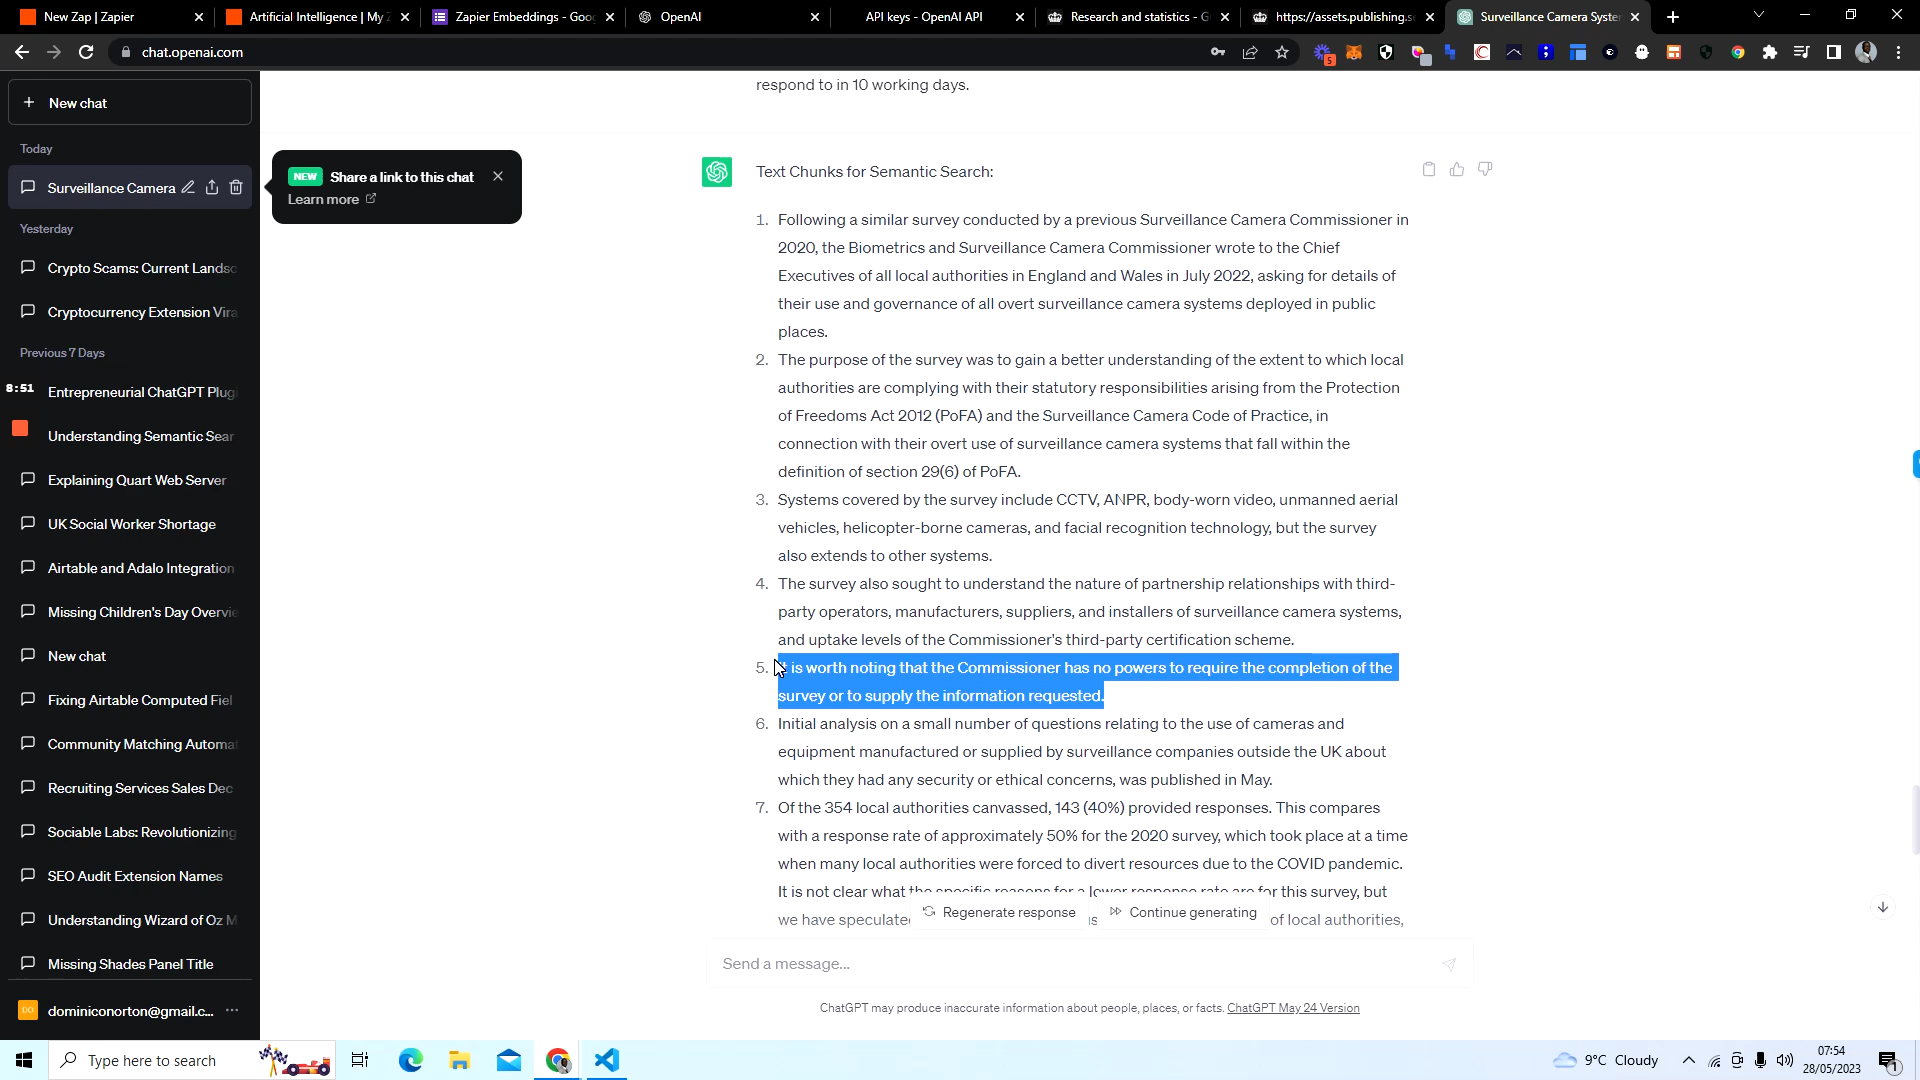 New Zap | Zapier
Artificial Intelligence | My Z
Zapier Embeddings - Goo
OpenAI
API keys - OpenAI API
Research and statistics - G
https://assets.publishing.se
Surveillance Camera Syste
chat.openai.com
5
New chat
Today
Surveillance Camera
Yesterday
Crypto Scams: Current Landsc
Cryptocurrency Extension Vira
Previous 7 Days
8:51
Entrepreneurial ChatGPT Plugi
Understanding Semantic Sear
Explaining Quart Web Server
UK Social Worker Shortage
Airtable and Adalo Integration
Missing Children's Day Overvie
New chat
Fixing Airtable Computed Fiel
Community Matching Automa
Recruiting Services Sales Dec
Sociable Labs: Revolutionizing
SEO Audit Extension Names
Understanding Wizard of Oz M
Missing Shades Panel Title
DO
dominiconorton@gmail.c...
NEW Share a link to this chat
Learn more
respond to in 10 working days.
Text Chunks for Semantic Search:
1. Following a similar survey conducted by a previous Surveillance Camera Commissioner in
2020, the Biometrics and Surveillance Camera Commissioner wrote to the Chief
Executives of all local authorities in England and Wales in July 2022, asking for details of
their use and governance of all overt surveillance camera systems deployed in public
places.
2. The purpose of the survey was to gain a better understanding of the extent to which local
authorities are complying with their statutory responsibilities arising from the Protection
of Freedoms Act 2012 (PoFA) and the Surveillance Camera Code of Practice, in
connection with their overt use of surveillance camera systems that fall within the
definition of section 29(6) of PoFA.
3. Systems covered by the survey include CCTV, ANPR, body-worn video, unmanned aerial
vehicles, helicopter-borne cameras, and facial recognition technology, but the survey
also extends to other systems.
4. The survey also sought to understand the nature of partnership relationships with third-
party operators, manufacturers, suppliers, and installers of surveillance camera systems,
and uptake levels of the Commissioner's third-party certification scheme.
5. It is worth noting that the Commissioner has no powers to require the completion of the
survey or to supply the information requested.
6. Initial analysis on a small number of questions relating to the use of cameras and
equipment manufactured or supplied by surveillance companies outside the UK about
which they had any security or ethical concerns, was published in May.
7. Of the 354 local authorities canvassed, 143 (40%) provided responses. This compares
with a response rate of approximately 50% for the 2020 survey, which took place at a time
when many local authorities were forced to divert resources due to the COVID pandemic.
It is not clear what the specific reasons for a lower response rate are for this survey, but
we have speculated of local authorities,
Regenerate response
Continue generating
Send a message...
ChatGPT may produce inaccurate information about people, places, or facts. ChatGPT May 24 Version
Type here to search
9°C Cloudy
07:54
28/05/2023
1